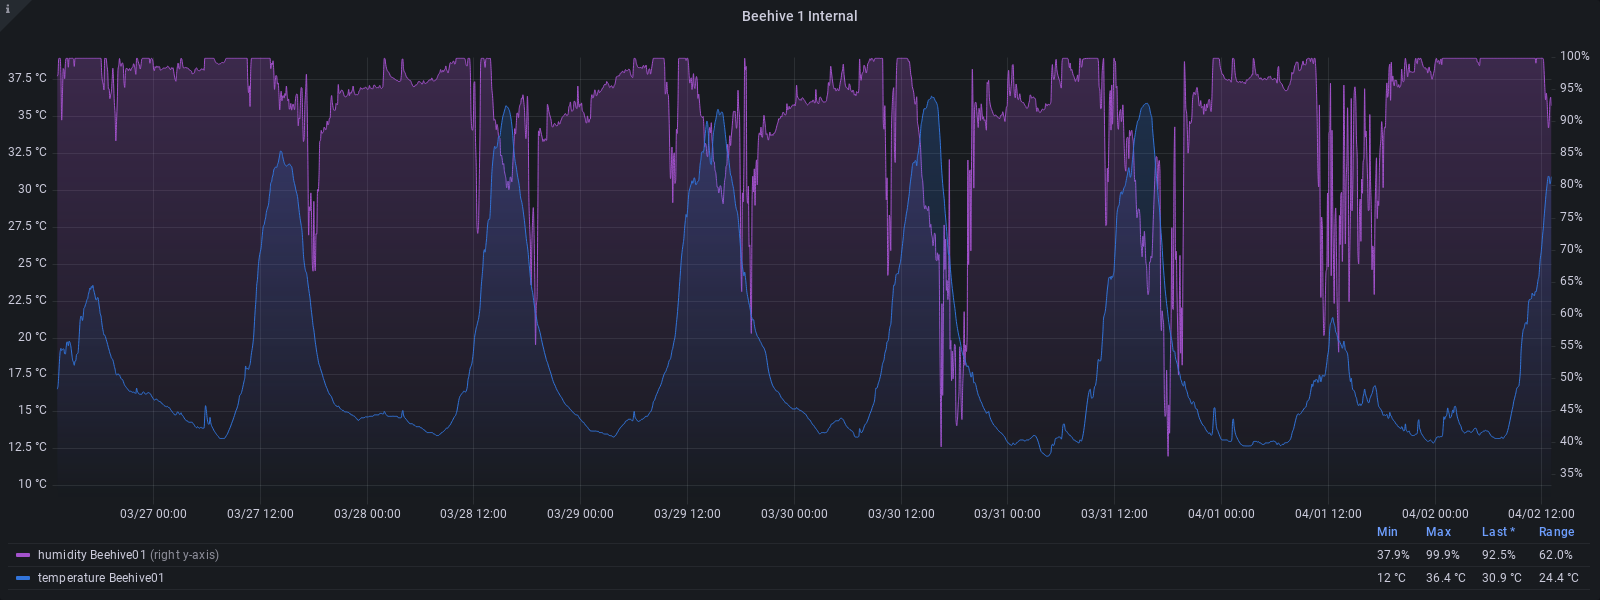 i
Beehive 1 Internal
37.5 °C
35 °C
32.5 °C
30 °C
27.5 °C
25 °C
22.5 °C
20 °C
17.5 °C
15 °C
12.5 °C
10 °C
100%
95%
90%
85%
80%
75%
70%
65%
60%
55%
50%
45%
40%
35%
03/27 00:00 03/27 12:00 03/28 00:00 03/28 12:00 03/29 00:00 03/29 12:00 03/30 00:00 03/30 12:00 03/31 00:00 03/31 12:00 04/01 00:00 04/01 12:00 04/02 00:00 04/02 12:00
Min Max Last * Range
humidity Beehive01 (right y-axis) 37.9% 99.9% 92.5% 62.0%
temperature Beehive01 12 °C 36.4 °C 30.9 °C 24.4 °C